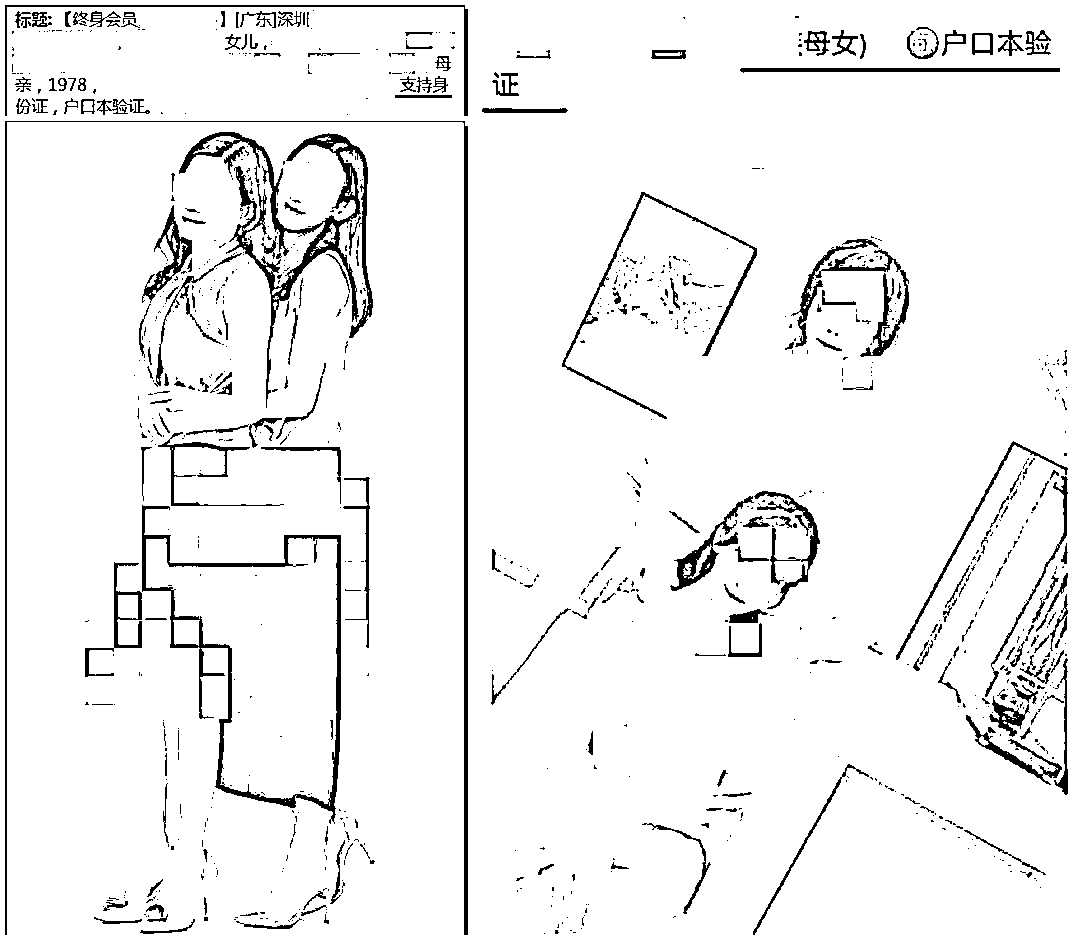 标题:【终身会员 】[广东]深圳
女儿，
母
亲，1978， 支持身
份证，户口本验证。
母女) 户口本验
证